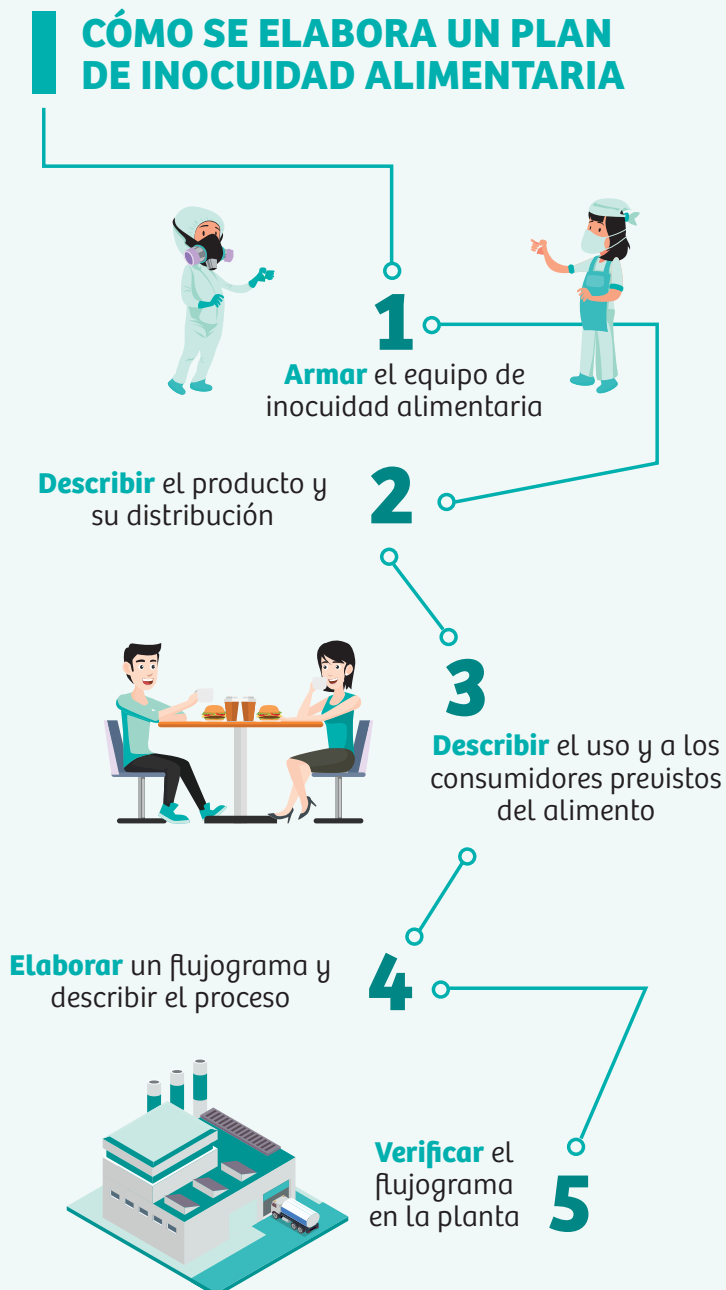 CÓMO SE ELABORA UN PLAN
DE INOCUIDAD ALIMENTARIA
1
Armar el equipo de
inocuidad alimentaria
Describir el producto y
su distribución
2
3
Describir el uso y a los
consumidores previstos
del alimento
Elaborar un flujograma y
describir el proceso
4
Verificar el
flujograma
en la planta
5